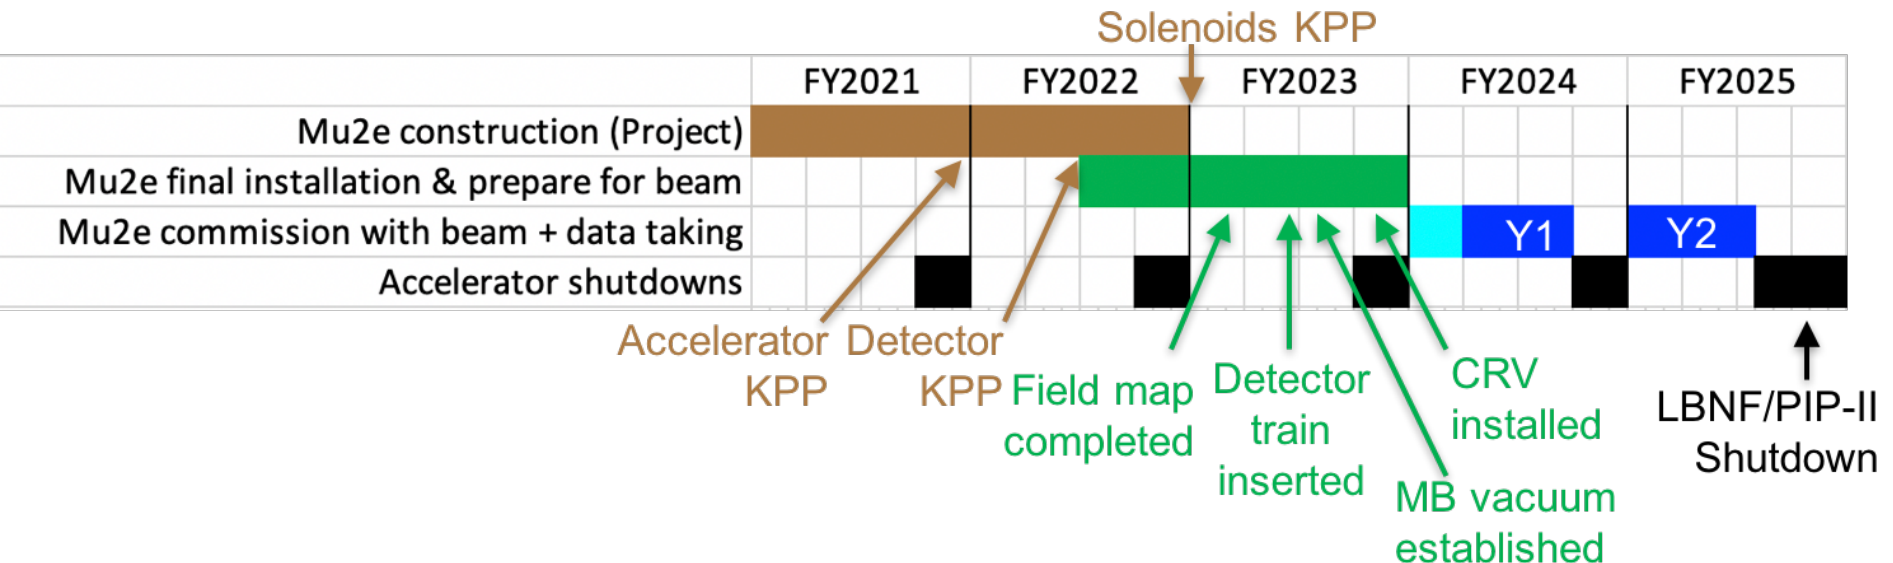 Solenoids KPP
FY2021 FY2022 FY2023 FY2024 FY2025
Mu2e construction (Project)
Mu2e final installation & prepare for beam
Mu2e commission with beam + data taking Y1 Y2
Accelerator shutdowns
Accelerator
KPP
Detector
KPP
Field map
completed
Detector
train
inserted
MB vacuum
established
CRV
installed
LBNF/PIP-II
Shutdown